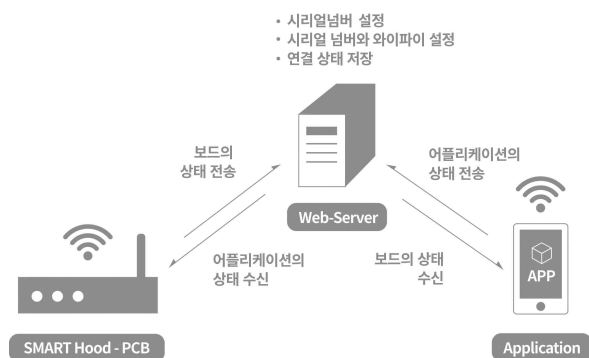 • 시리얼넘버 설정
• 시리얼 넘버와 와이파이 설정
• 연결 상태 저장
보드의
상태 전송
어플리케이션의
상태 전송
Web-Server
어플리케이션의
상태 수신
보드의 상태
수신
APP
SMART Hood - PCB
Application